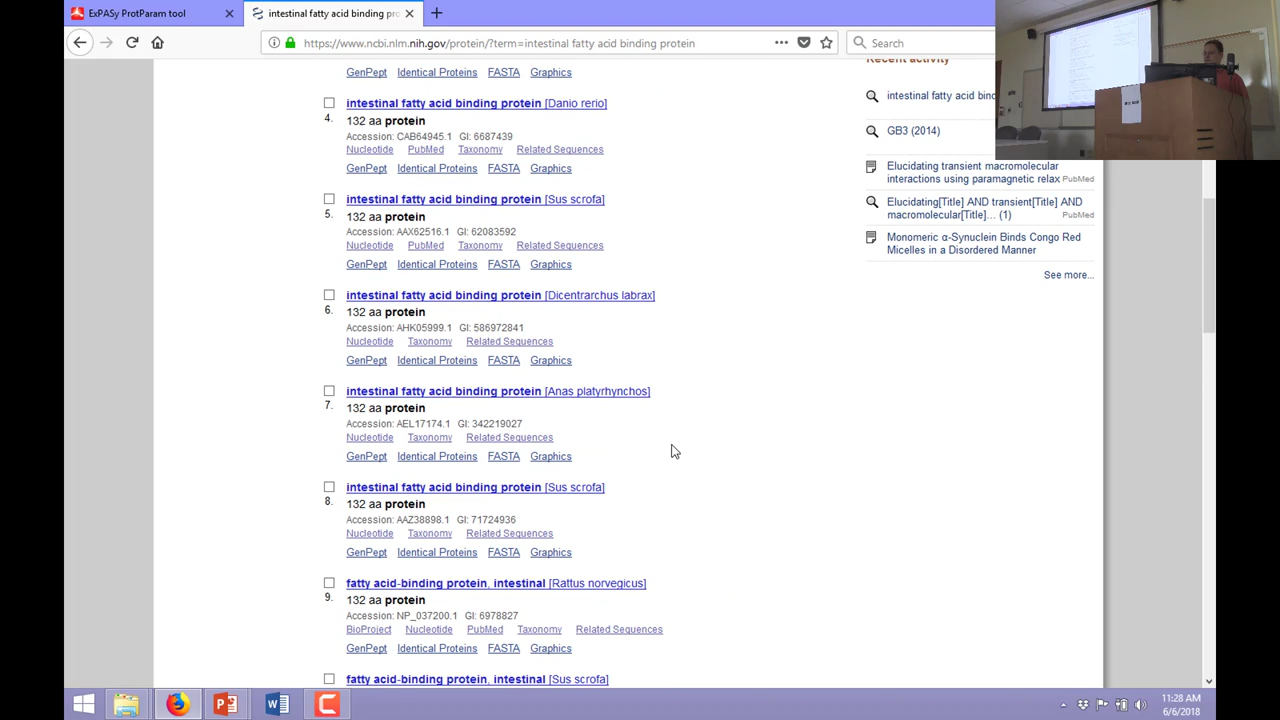 ExPASy ProtParam tool
intestinal fatty acid binding pro
https://www.ncbi.nlm.nih.gov/protein/?term=intestinal fatty acid binding protein
Search
GenPept Identical Proteins FASTA Graphics
Recent activity
intestinal fatty acid binding protein [Danio rerio]
4. 132 aa protein
Accession: CAB64945.1 GI: 6687439
Nucleotide PubMed Taxonomy Related Sequences
GenPept Identical Proteins FASTA Graphics
intestinal fatty acid binding protein [Sus scrofa]
5. 132 aa protein
Accession: AAX62516.1 GI: 62083592
Nucleotide PubMed Taxonomy Related Sequences
GenPept Identical Proteins FASTA Graphics
intestinal fatty acid binding protein [Dicentrarchus labrax]
6. 132 aa protein
Accession: AHK05999.1 GI: 586972841
Nucleotide Taxonomy Related Sequences
GenPept Identical Proteins FASTA Graphics
intestinal fatty acid binding protein [Anas platyrhynchos]
7. 132 aa protein
Accession: AEL17174.1 GI: 342219027
Nucleotide Taxonomy Related Sequences
GenPept Identical Proteins FASTA Graphics
intestinal fatty acid binding protein [Sus scrofa]
8. 132 aa protein
Accession: AAZ38898.1 GI: 71724936
Nucleotide Taxonomy Related Sequences
GenPept Identical Proteins FASTA Graphics
fatty acid-binding protein, intestinal [Rattus norvegicus]
9. 132 aa protein
Accession: NP_037200.1 GI: 6978827
BioProject Nucleotide PubMed Taxonomy Related Sequences
GenPept Identical Proteins FASTA Graphics
fatty acid-binding protein, intestinal [Sus scrofa]
intestinal fatty acid bind
GB3 (2014)
Elucidating transient macromolecular
interactions using paramagnetic relax PubMed
Elucidating[Title] AND transient[Title] AND
macromolecular[Title]... (1) PubMed
Monomeric α-Synuclein Binds Congo Red
Micelles in a Disordered Manner
See more...
11:28 AM
6/6/2018